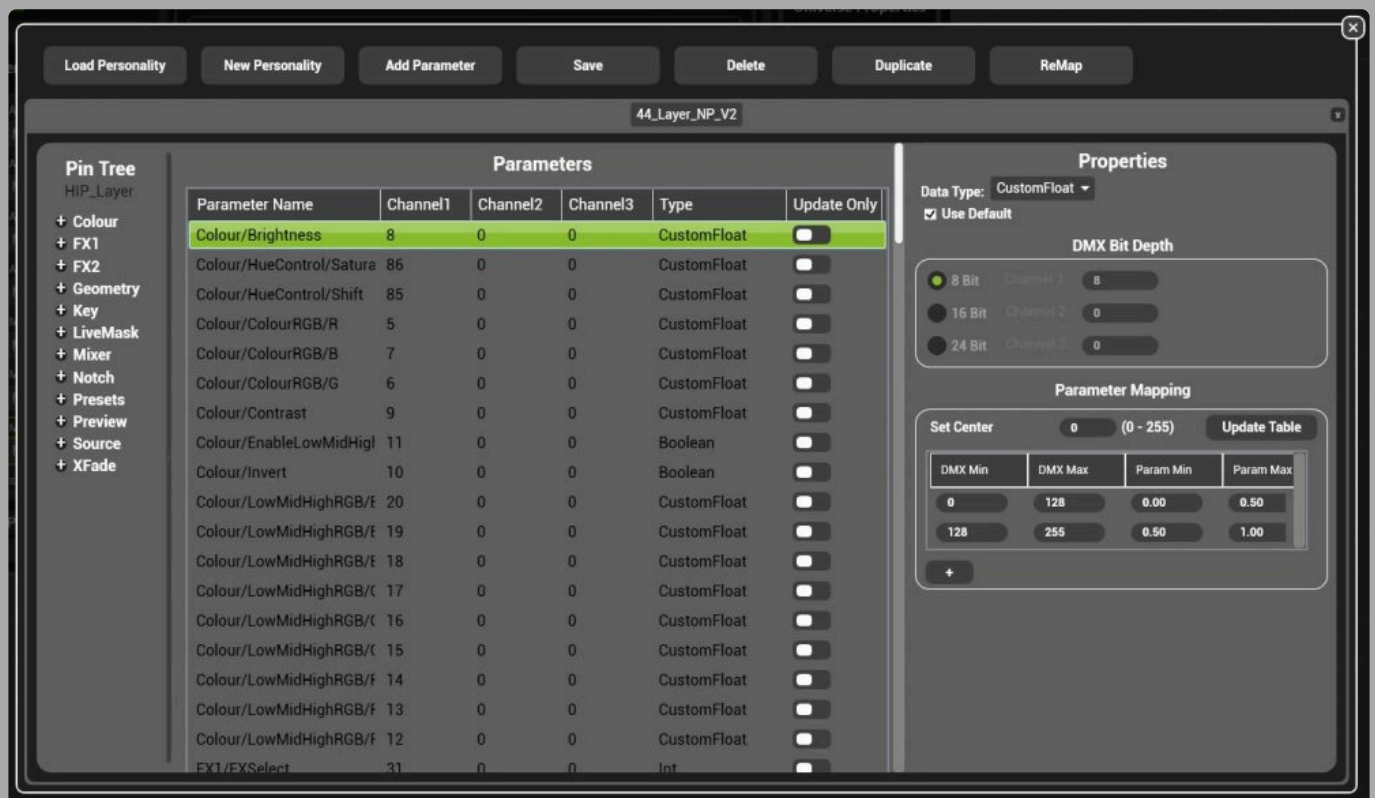 Universe Properties
Load Personality New Personality Add Parameter Save Delete Duplicate ReMap
44_Layer_NP_V2
Pin Tree
HIP_Layer
+ Colour
+ FX1
+ FX2
+ Geometry
+ Key
+ LiveMask
+ Mixer
+ Notch
+ Presets
+ Preview
+ Source
+ XFade
Parameters
Parameter Name Channel1 Channel2 Channel3 Type Update Only
Colour/Brightness 8 0 0 CustomFloat
Colour/HueControl/Satura 86 0 0 CustomFloat
Colour/HueControl/Shift 85 0 0 CustomFloat
Colour/ColourRGB/R 5 0 0 CustomFloat
Colour/ColourRGB/B 7 0 0 CustomFloat
Colour/ColourRGB/G 6 0 0 CustomFloat
Colour/Contrast 9 0 0 CustomFloat
Colour/EnableLowMidHigl 11 0 0 Boolean
Colour/Invert 10 0 0 Boolean
Colour/LowMidHighRGB/ 20 0 0 CustomFloat
Colour/LowMidHighRGB/ 19 0 0 CustomFloat
Colour/LowMidHighRGB/ 18 0 0 CustomFloat
Colour/LowMidHighRGB/ 17 0 0 CustomFloat
Colour/LowMidHighRGB/ 16 0 0 CustomFloat
Colour/LowMidHighRGB/ 15 0 0 CustomFloat
Colour/LowMidHighRGB/ 14 0 0 CustomFloat
Colour/LowMidHighRGB/ 13 0 0 CustomFloat
Colour/LowMidHighRGB/ 12 0 0 CustomFloat
FX1/FXSelect 31 0 0 Int
Properties
Data Type: CustomFloat
Use Default
DMX Bit Depth
8 Bit Channel 1 8
16 Bit Channel 2 0
24 Bit Channel 3 0
Parameter Mapping
Set Center 0 (0 - 255) Update Table
DMX Min DMX Max Param Min Param Max
0 128 0.00 0.50
128 255 0.50 1.00
+